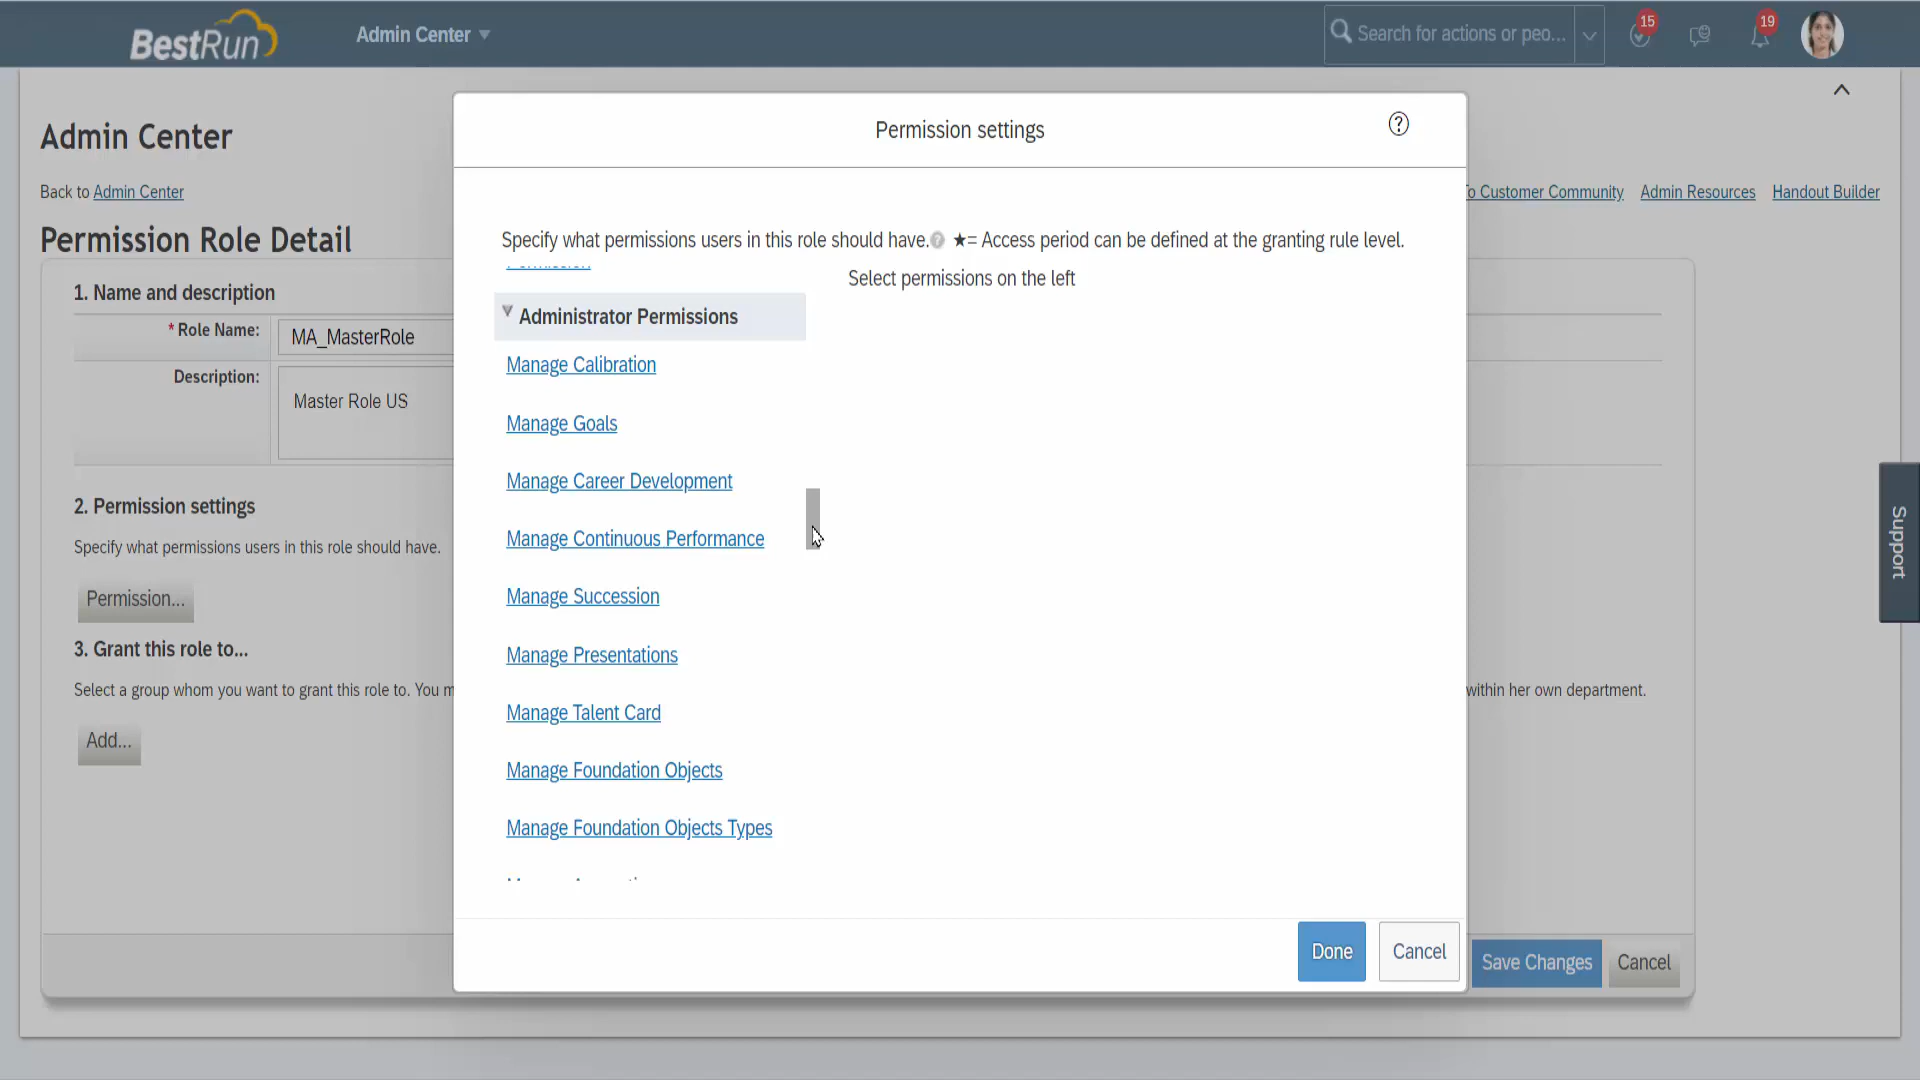 BestRun
Admin Center
Search for actions or peo...
15
19
Admin Center
Back to Admin Center
To Customer Community
Admin Resources
Handout Builder
Permission Role Detail
1. Name and description
* Role Name:
MA_MasterRole
Description:
Master Role US
2. Permission settings
Specify what permissions users in this role should have.
Permission...
3. Grant this role to...
Select a group whom you want to grant this role to. You
within her own department.
Add...
Permission settings
Specify what permissions users in this role should have. ★= Access period can be defined at the granting rule level.
Select permissions on the left
Administrator Permissions
Manage Calibration
Manage Goals
Manage Career Development
Manage Continuous Performance
Manage Succession
Manage Presentations
Manage Talent Card
Manage Foundation Objects
Manage Foundation Objects Types
Done
Cancel
Save Changes
Cancel
Support